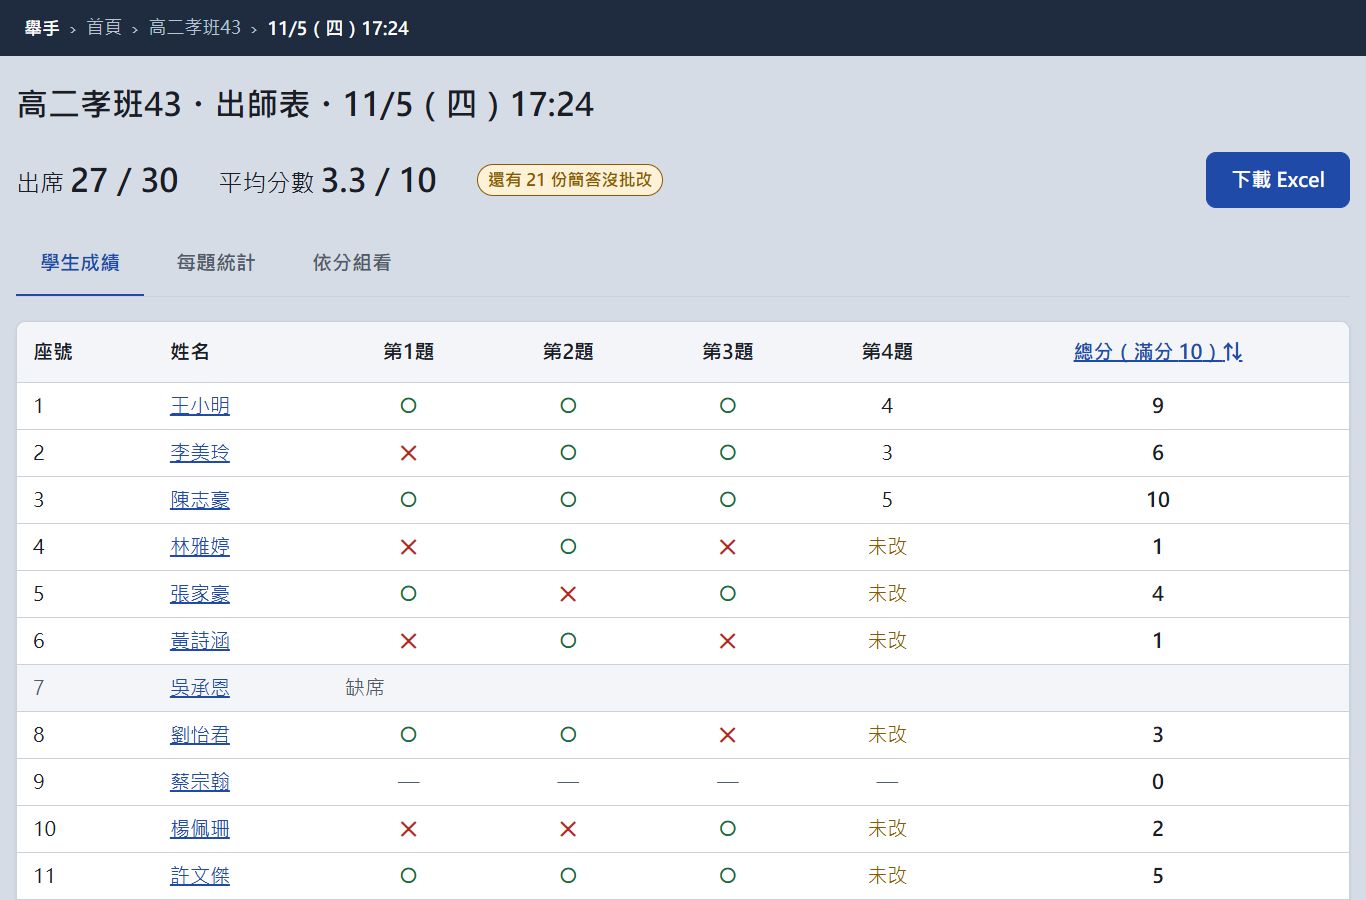 舉手 › 首頁 › 高二孝班43 › 11/5（四）17:24
高二孝班43・出師表・11/5（四）17:24
出席 27 / 30 平均分數 3.3 / 10 還有 21 份簡答沒批改 下載 Excel
學生成績 每題統計 依分組看
座號 姓名 第1題 第2題 第3題 第4題 總分（滿分 10）⇅
1 王小明 ○ ○ ○ 4 9
2 李美玲 ✕ ○ ○ 3 6
3 陳志豪 ○ ○ ○ 5 10
4 林雅婷 ✕ ○ ✕ 未改 1
5 張家豪 ○ ✕ ○ 未改 4
6 黃詩涵 ✕ ○ ✕ 未改 1
7 吳承恩 缺席
8 劉怡君 ○ ○ ✕ 未改 3
9 蔡宗翰 — — — — 0
10 楊佩珊 ✕ ✕ ○ 未改 2
11 許文傑 ○ ○ ○ 未改 5